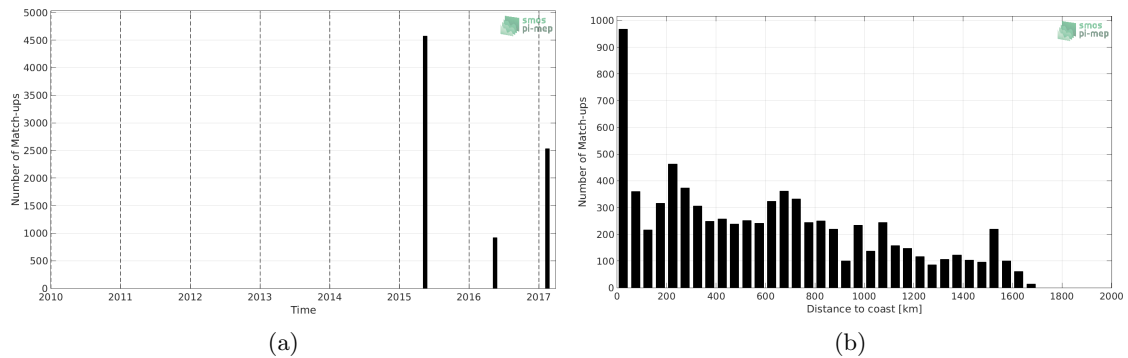 5000
4500
4000
3500
3000
2500
2000
1500
1000
500
0
Number of Match-ups
2010 2011 2012 2013 2014 2015 2016 2017
Time
smos
pi-mep
(a)
1000
900
800
700
600
500
400
300
200
100
0
Number of Match-ups
0 200 400 600 800 1000 1200 1400 1600 1800 2000
Distance to coast [km]
smos
pi-mep
(b)